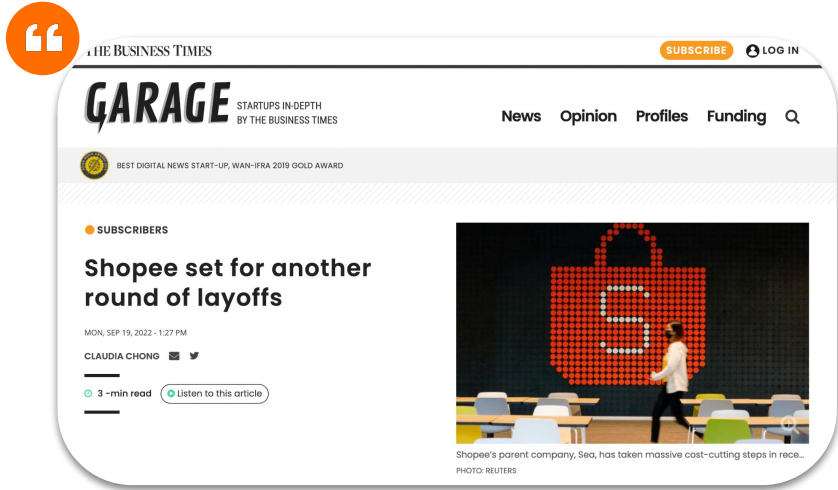 THE BUSINESS TIMES
SUBSCRIBE
LOG IN
GARAGE
STARTUPS IN-DEPTH
BY THE BUSINESS TIMES
News Opinion Profiles Funding
BEST DIGITAL NEWS START-UP, WAN-IFRA 2019 GOLD AWARD
SUBSCRIBERS
Shopee set for another
round of layoffs
MON, SEP 19, 2022 - 1:27 PM
CLAUDIA CHONG
3 -min read
Listen to this article
S
Shopee's parent company, Sea, has taken massive cost-cutting steps in rece...
PHOTO: REUTERS